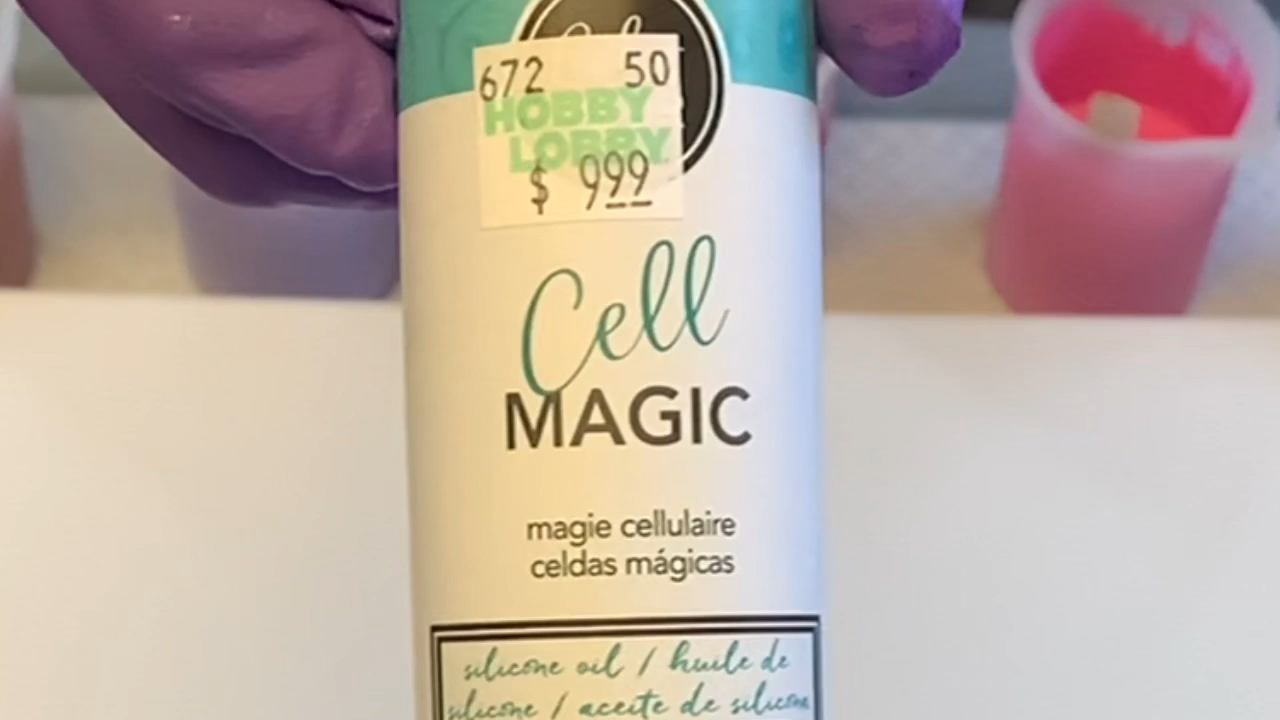 672 50
HOBBY
LOBBY
$ 999
Cell
MAGIC
magie cellulaire
celdas mágicas
silicone oil / huile de
silicone / aceite de silicona